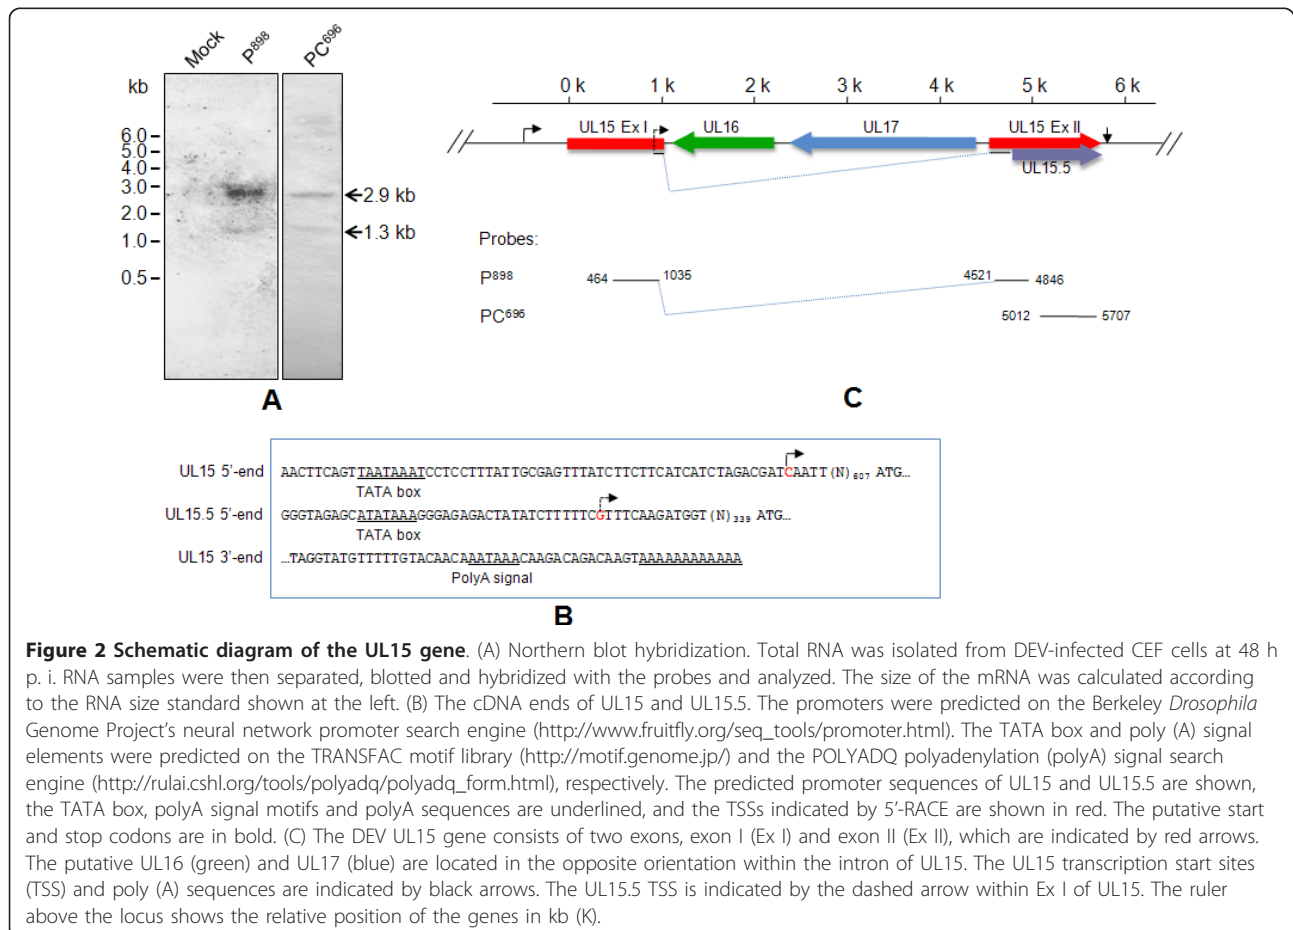 Mock
P898
PC696
kb
6.0
5.0
4.0
3.0
2.0
1.0
0.5
2.9 kb
1.3 kb
A
0 k 1 k 2 k 3 k 4 k 5 k 6 k
UL15 Ex I
UL16
UL17
UL15 Ex II
UL15.5
Probes:
P898
464
1035
4521
4846
PC696
5012
5707
C
UL15 5'-end AACTTCAGTTAATAAATCCTCCTTTATTGCGAGTTTATCTTCTTCATCATCTAGACGATCAATT(N)607 ATG...
TATA box
UL15.5 5'-end GGGTAGAGCATATAAAGGGAGAGACTATATCTTTTTCGTTTCAAGATGGT(N)339 ATG...
TATA box
UL15 3'-end ...TAGGTATGTTTTTGTACAACAAATAAACAAGACAGACAAGTAAAAAAAAAAAA
PolyA signal
B
Figure 2 Schematic diagram of the UL15 gene. (A) Northern blot hybridization. Total RNA was isolated from DEV-infected CEF cells at 48 h
p. i. RNA samples were then separated, blotted and hybridized with the probes and analyzed. The size of the mRNA was calculated according
to the RNA size standard shown at the left. (B) The cDNA ends of UL15 and UL15.5. The promoters were predicted on the Berkeley Drosophila
Genome Project's neural network promoter search engine (http://www.fruitfly.org/seq_tools/promoter.html). The TATA box and poly (A) signal
elements were predicted on the TRANSFAC motif library (http://motif.genome.jp/) and the POLYADQ polyadenylation (polyA) signal search
engine (http://rulai.cshl.org/tools/polyadq/polyadq_form.html), respectively. The predicted promoter sequences of UL15 and UL15.5 are shown,
the TATA box, polyA signal motifs and polyA sequences are underlined, and the TSSs indicated by 5'-RACE are shown in red. The putative start
and stop codons are in bold. (C) The DEV UL15 gene consists of two exons, exon I (Ex I) and exon II (Ex II), which are indicated by red arrows.
The putative UL16 (green) and UL17 (blue) are located in the opposite orientation within the intron of UL15. The UL15 transcription start sites
(TSS) and poly (A) sequences are indicated by black arrows. The UL15.5 TSS is indicated by the dashed arrow within Ex I of UL15. The ruler
above the locus shows the relative position of the genes in kb (K).